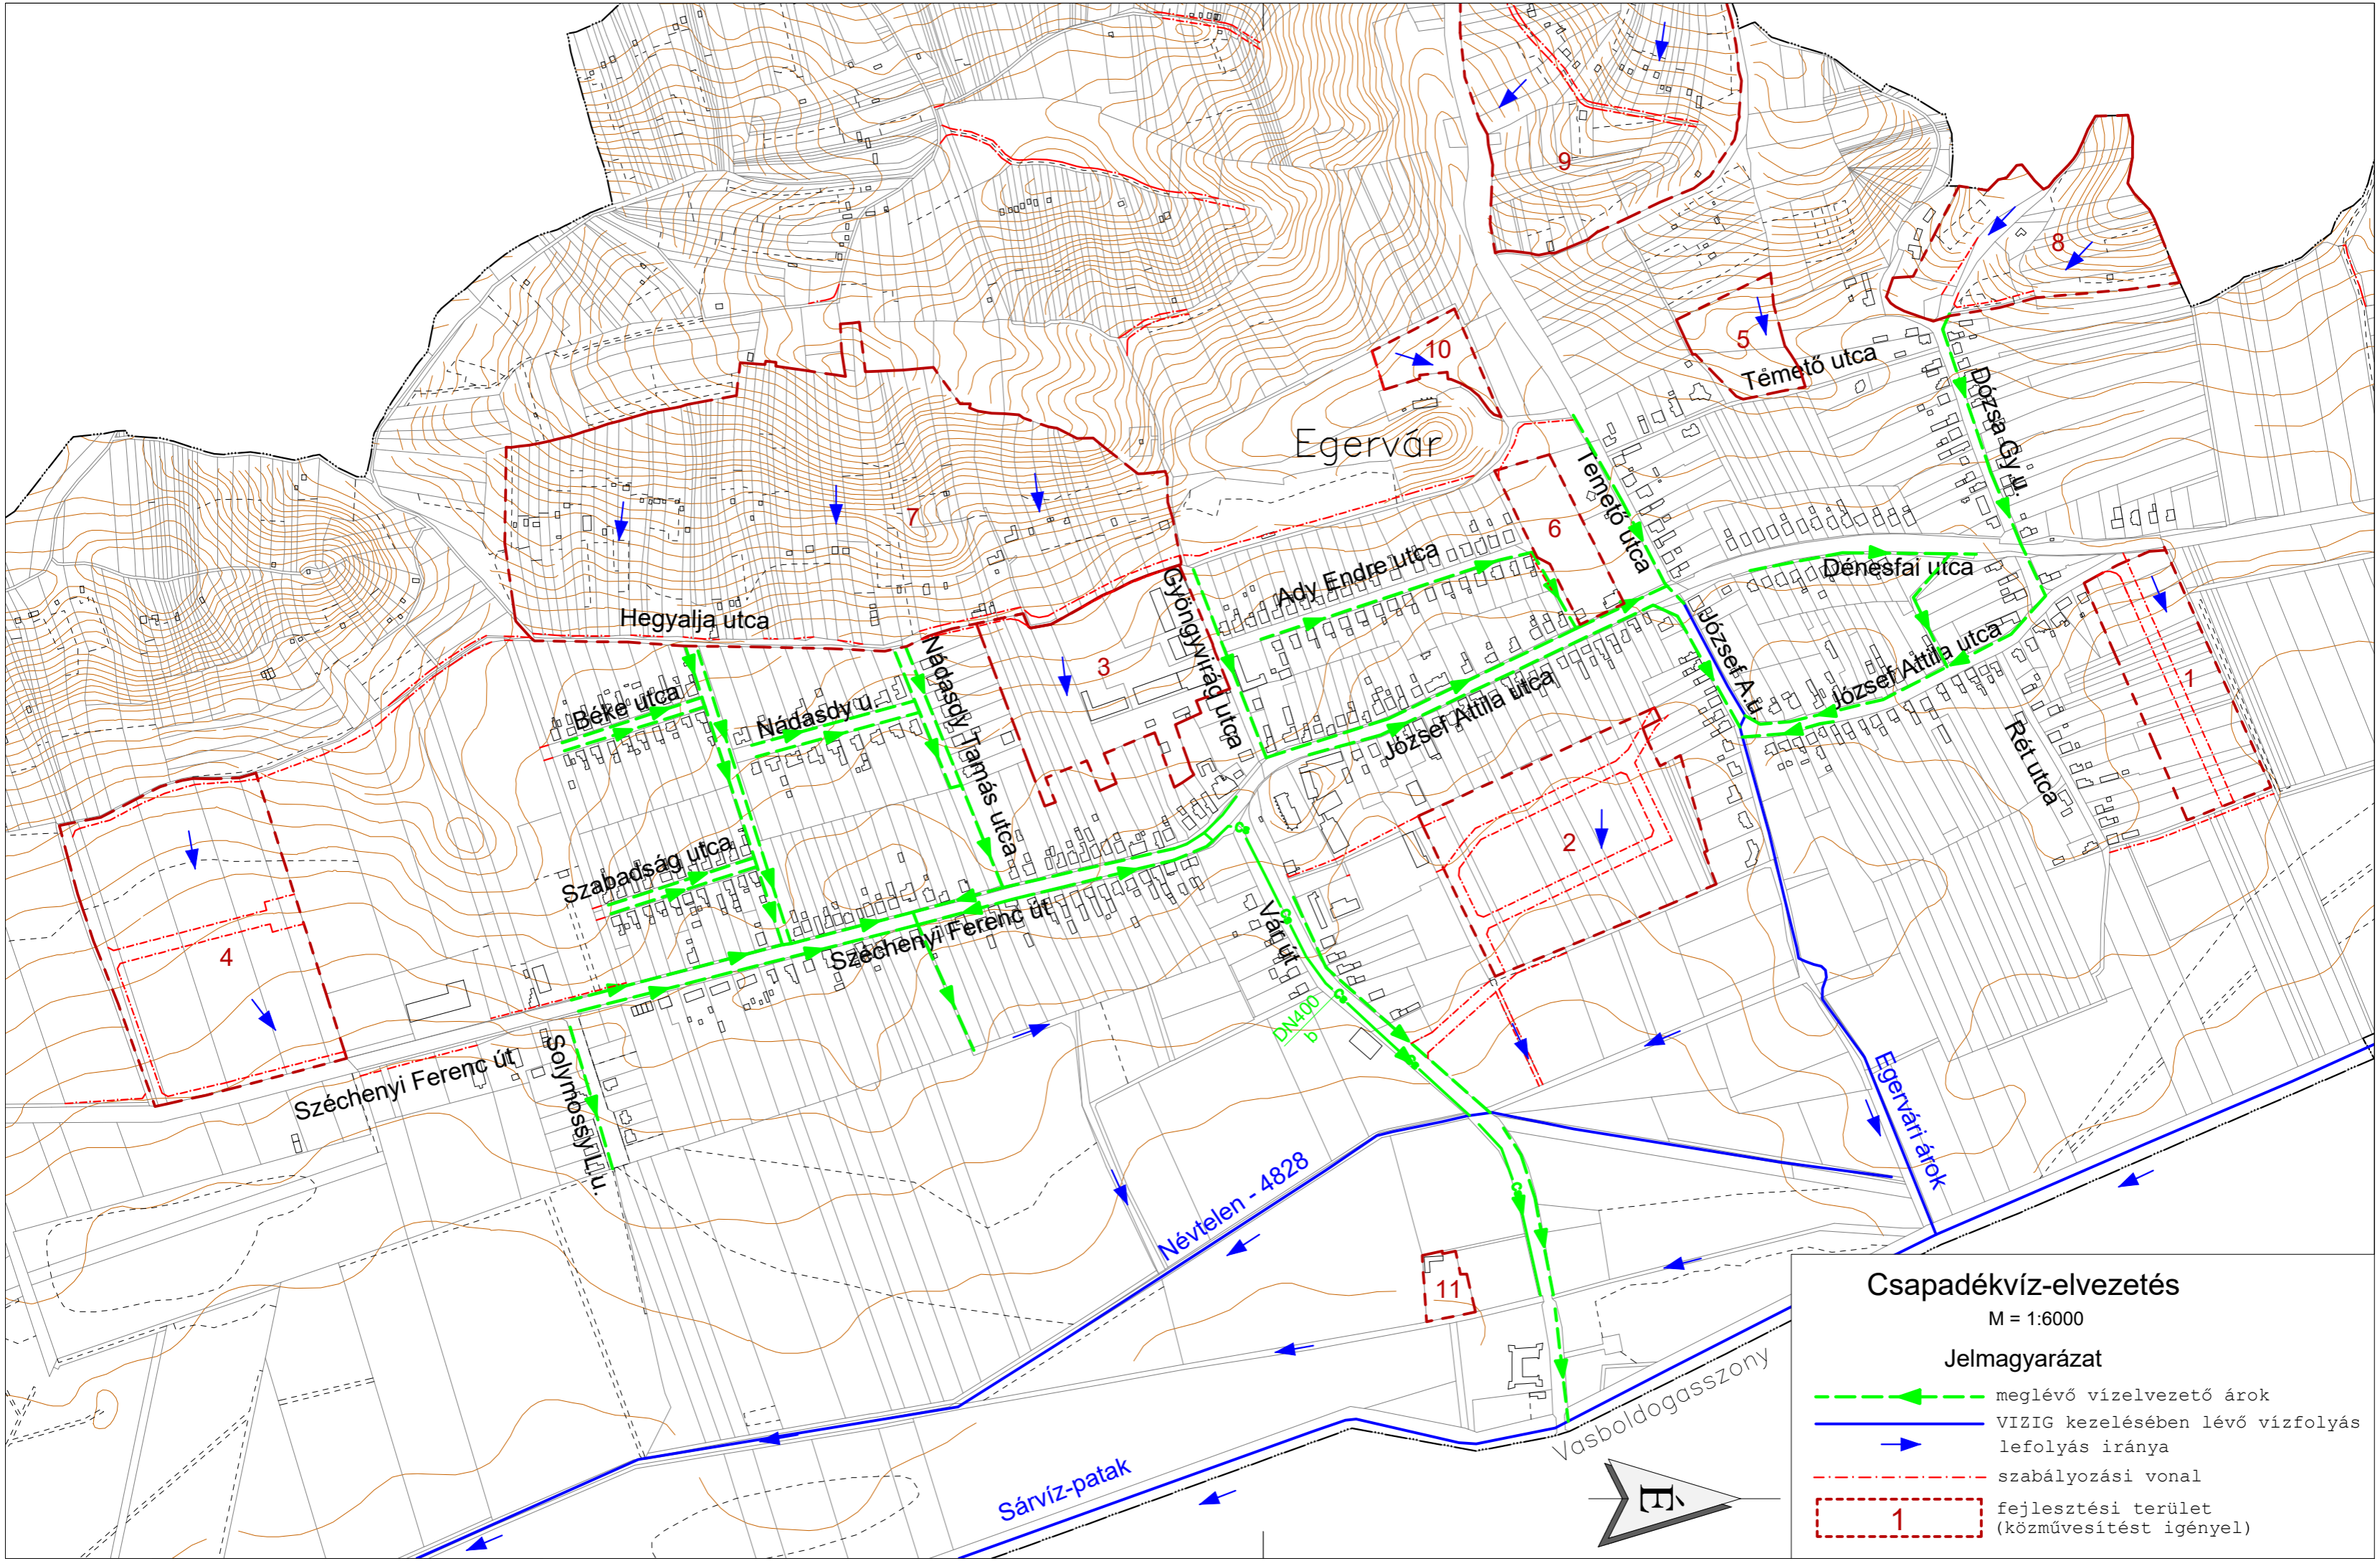 9
8
5
10
Temető utca
Dózsa Gy. u.
Egervár
Temető utca
7
6
Ady Endre utca
Dénesfai utca
Hegyalja utca
Gyöngyvirág utca
József A. u.
József Attila utca
1
3
Nádasdy Tamás utca
Béke utca
Nádasdy u.
József Attila utca
Rét utca
2
Szabadság utca
Széchenyi Ferenc út
Vár út
4
DN400
b
Széchenyi Ferenc út
Solymossy L. u.
Egervári árok
Névtelen - 4828
11
Vasboldogasszony
Sárvíz-patak
É
Csapadékvíz-elvezetés
M = 1:6000
Jelmagyarázat
meglévő vízelvezető árok
VIZIG kezelésében lévő vízfolyás
lefolyás iránya
szabályozási vonal
1
fejlesztési terület
(közművesítést igényel)